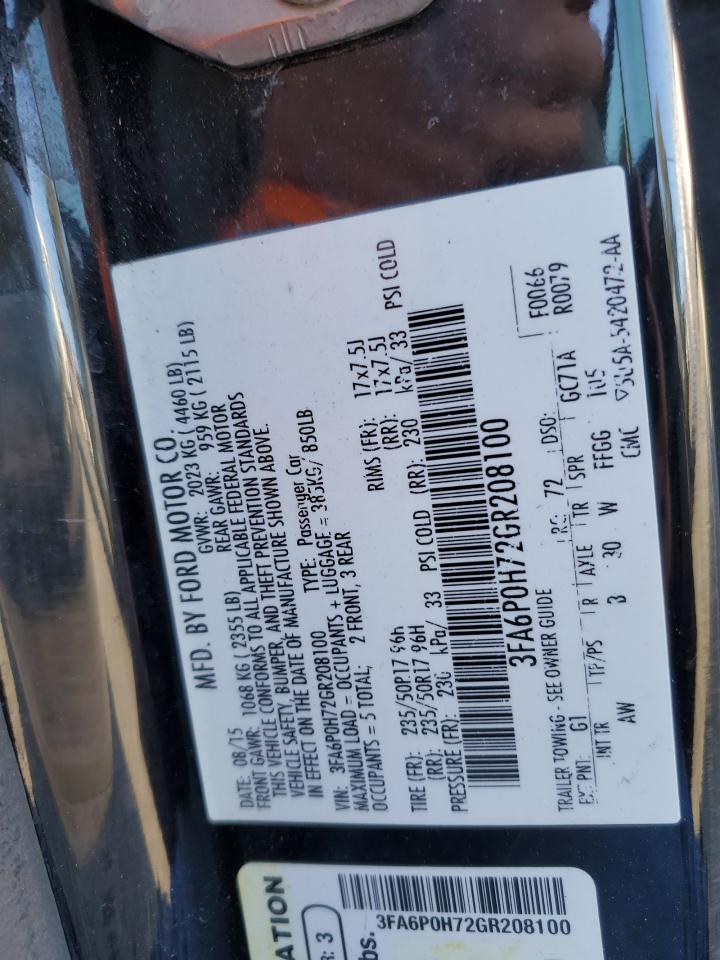 MFD. BY FORD MOTOR CO.
DATE: 08/15 GVWR: 2023 KG ( 4460 LB)
FRONT GAWR: 1068 KG ( 2355 LB) REAR GAWR: 959 KG ( 2115 LB)
THIS VEHICLE CONFORMS TO ALL APPLICABLE FEDERAL MOTOR
VEHICLE SAFETY, BUMPER, AND THEFT PREVENTION STANDARDS
IN EFFECT ON THE DATE OF MANUFACTURE SHOWN ABOVE.
VIN: 3FA6P0H72GR208100 TYPE: Passenger Car
MAXIMUM LOAD = OCCUPANTS + LUGGAGE = 385KG/ 850LB
OCCUPANTS = 5 TOTAL; 2 FRONT, 3 REAR
TIRE (FR): 235/50R17 96H RIMS (FR): 17x7.5J
(RR): 235/50R17 96H (RR): 17x7.5J
PRESSURE (FR): 230 kPa/ 33 PSI COLD (RR): 230 kPa/ 33 PSI COLD
3FA6P0H72GR208100
F0066
TRAILER TOWING - SEE OWNER GUIDE R0079
EXT PNT: G1 RC: 72 DSO:
INT TR TP/PS R AXLE TR SPR GC71A
AW 3 W FFGG
CMC
ATION
3
bs.
3FA6P0H72GR208100